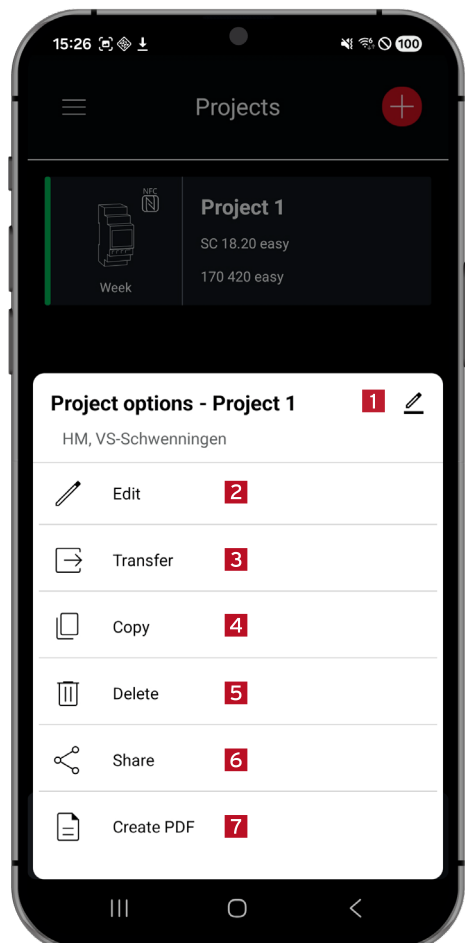 15:26 100
Projects
NFC
Project 1
SC 18.20 easy
170 420 easy
Week
Project options - Project 1 1
HM, VS-Schwenningen
Edit 2
Transfer 3
Copy 4
Delete 5
Share 6
Create PDF 7